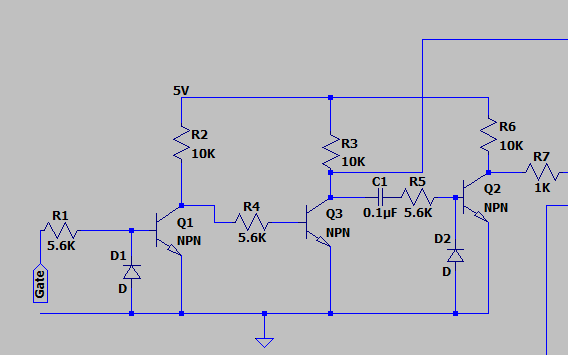 5V
R2
10K
R3
10K
R6
10K
R7
1K
C1
0.1µF
R5
5.6K
Q2
NPN
R1
5.6K
Q1
NPN
R4
5.6K
Q3
NPN
D1
D
D2
D
Gate